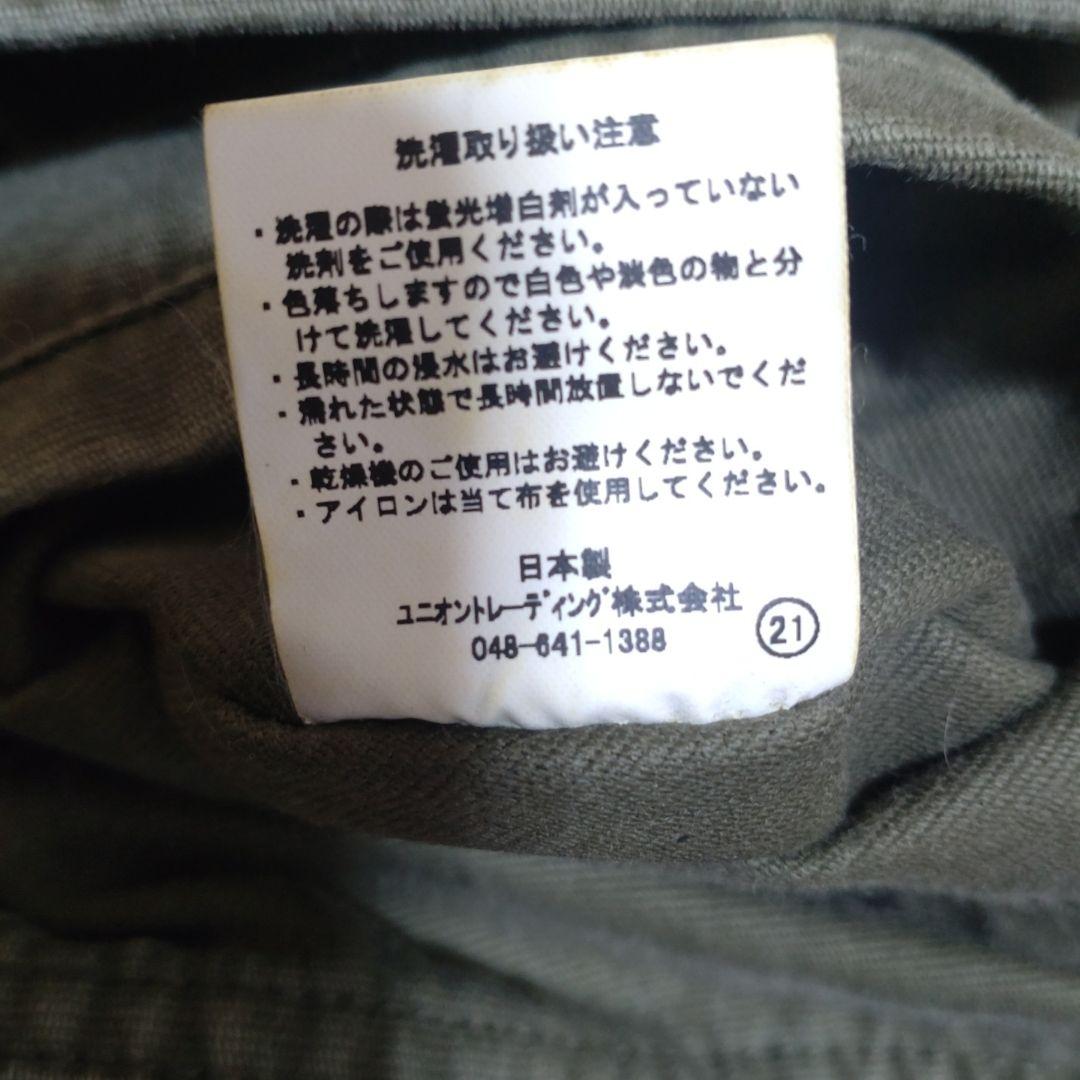 洗濯取り扱い注意
・洗濯の際は蛍光増白剤が入っていない
洗剤をご使用ください。
・色落ちしますので白色や淡色の物と分
けて洗濯してください。
・長時間の浸水はお避けください。
・濡れた状態で長時間放置しないでくだ
さい。
・乾燥機のご使用はお避けください。
・アイロンは当て布を使用してください。
日本製
ユニオントレーディング株式会社
048-641-1388
21